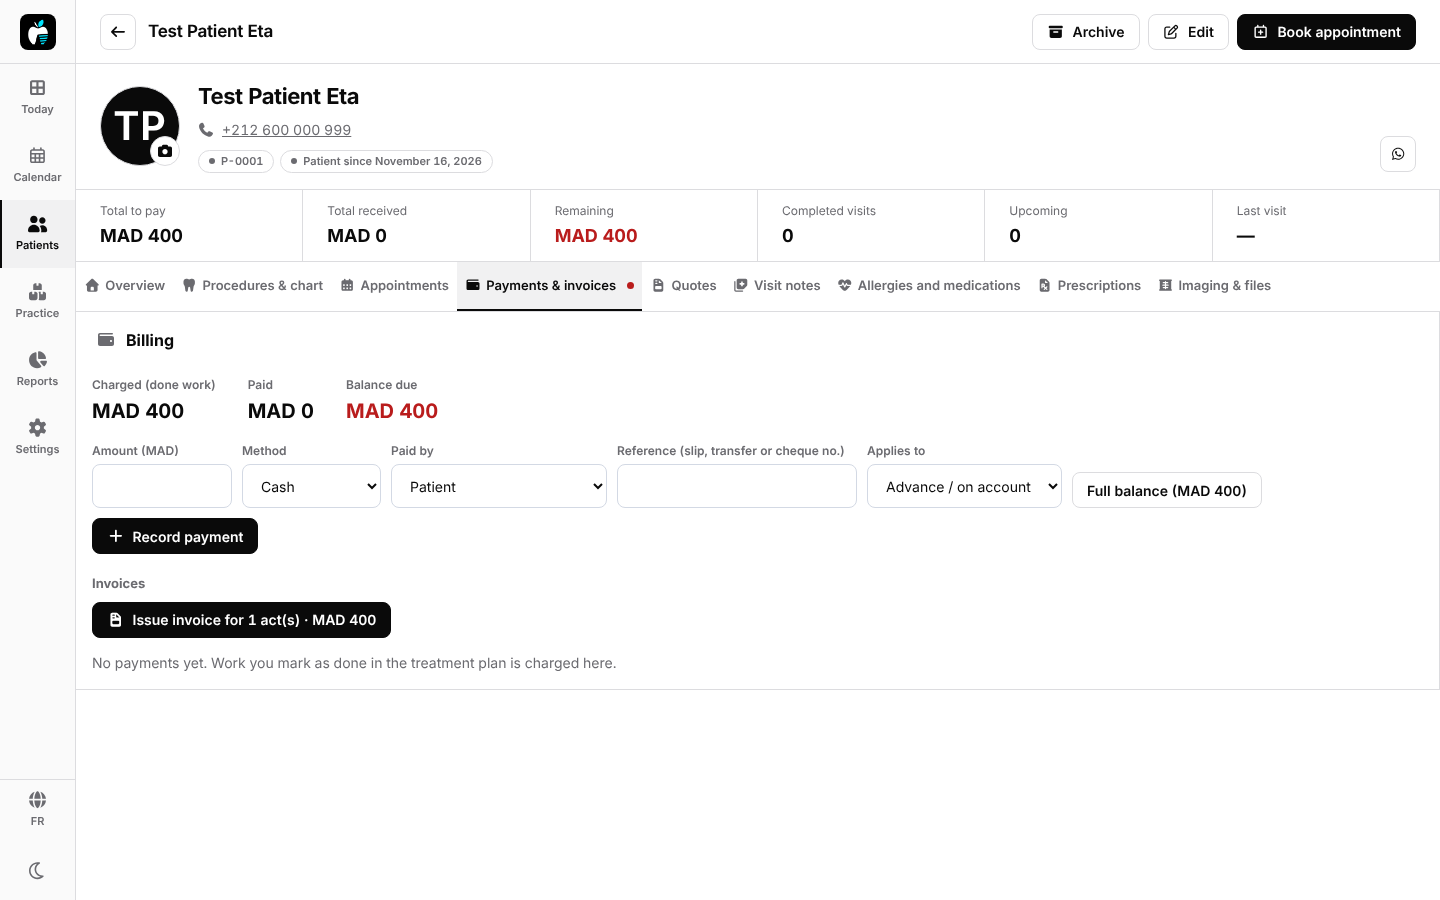 Test Patient Eta
Archive
Edit
Book appointment
Today
Calendar
Patients
Practice
Reports
Settings
FR
TP
Test Patient Eta
+212 600 000 999
P-0001
Patient since November 16, 2026
Total to pay
MAD 400
Total received
MAD 0
Remaining
MAD 400
Completed visits
0
Upcoming
0
Last visit
—
Overview
Procedures & chart
Appointments
Payments & invoices
Quotes
Visit notes
Allergies and medications
Prescriptions
Imaging & files
Billing
Charged (done work)
MAD 400
Paid
MAD 0
Balance due
MAD 400
Amount (MAD)
Method
Cash
Paid by
Patient
Reference (slip, transfer or cheque no.)
Applies to
Advance / on account
Full balance (MAD 400)
Record payment
Invoices
Issue invoice for 1 act(s) · MAD 400
No payments yet. Work you mark as done in the treatment plan is charged here.